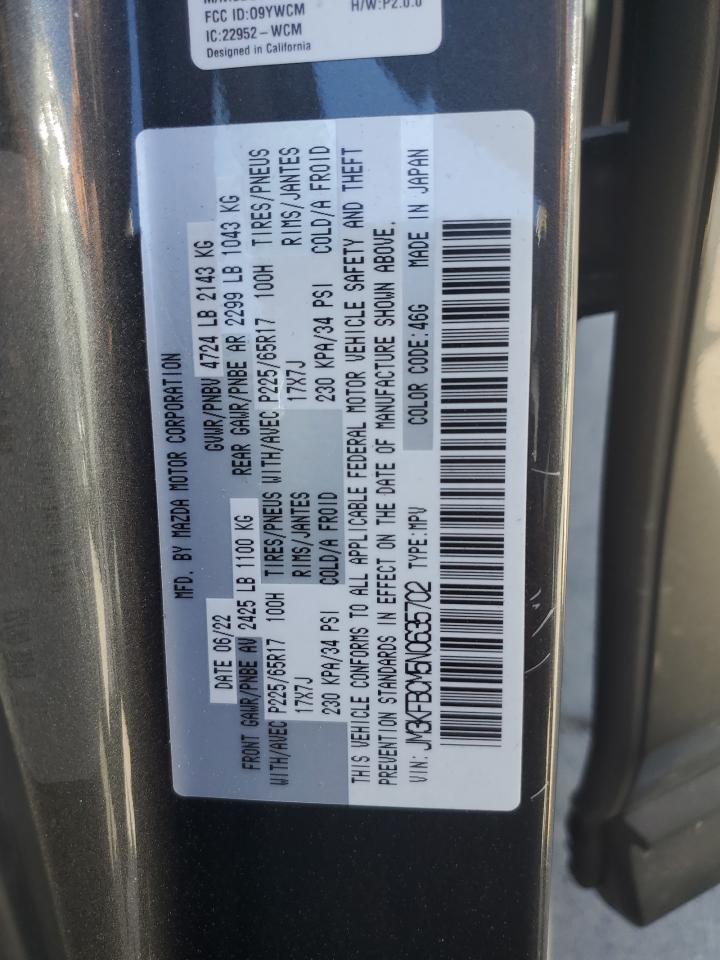 FCC ID:O9YWCM
IC:22952-WCM
Designed in California
H/W:P2.0.0
MFD. BY MAZDA MOTOR CORPORATION
DATE 06/22 GVWR/PNBV 4724 LB 2143 KG
FRONT GAWR/PNBE AV 2425 LB 1100 KG REAR GAWR/PNBE AR 2299 LB 1043 KG
WITH/AVEC P225/65R17 100H TIRES/PNEUS WITH/AVEC P225/65R17 100H TIRES/PNEUS
17X7J RIMS/JANTES 17X7J RIMS/JANTES
230 KPA/34 PSI COLD/A FROID 230 KPA/34 PSI COLD/A FROID
THIS VEHICLE CONFORMS TO ALL APPLICABLE FEDERAL MOTOR VEHICLE SAFETY AND THEFT
PREVENTION STANDARDS IN EFFECT ON THE DATE OF MANUFACTURE SHOWN ABOVE.
VIN: JM3KFBCM5N0635702 TYPE:MPV COLOR CODE:46G MADE IN JAPAN